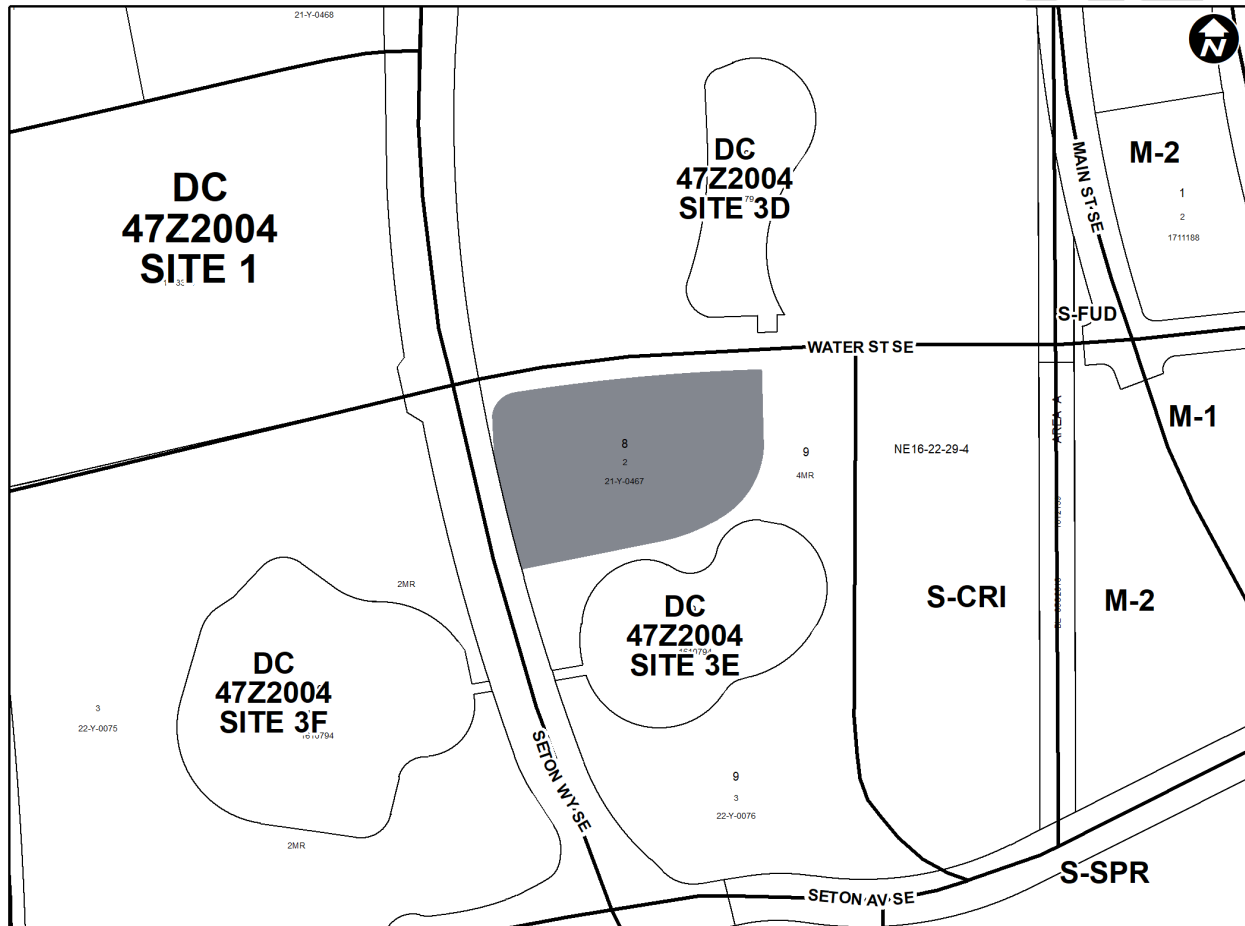 21-Y-0468
N
DC
47Z2004
SITE 1
DC
47Z2004
SITE 3D
79
MAIN ST SE
M-2
1
2
1711188
S-FUD
WATER ST SE
8
2
21-Y-0467
9
4MR
NE16-22-29-4
AREA A
M-1
2MR
S-CRI
M-2
DC
47Z2004
SITE 3E
1610794
DC
47Z2004
SITE 3F
1610794
3
22-Y-0075
SETON WY SE
9
3
22-Y-0076
2MR
SETON AV SE
S-SPR